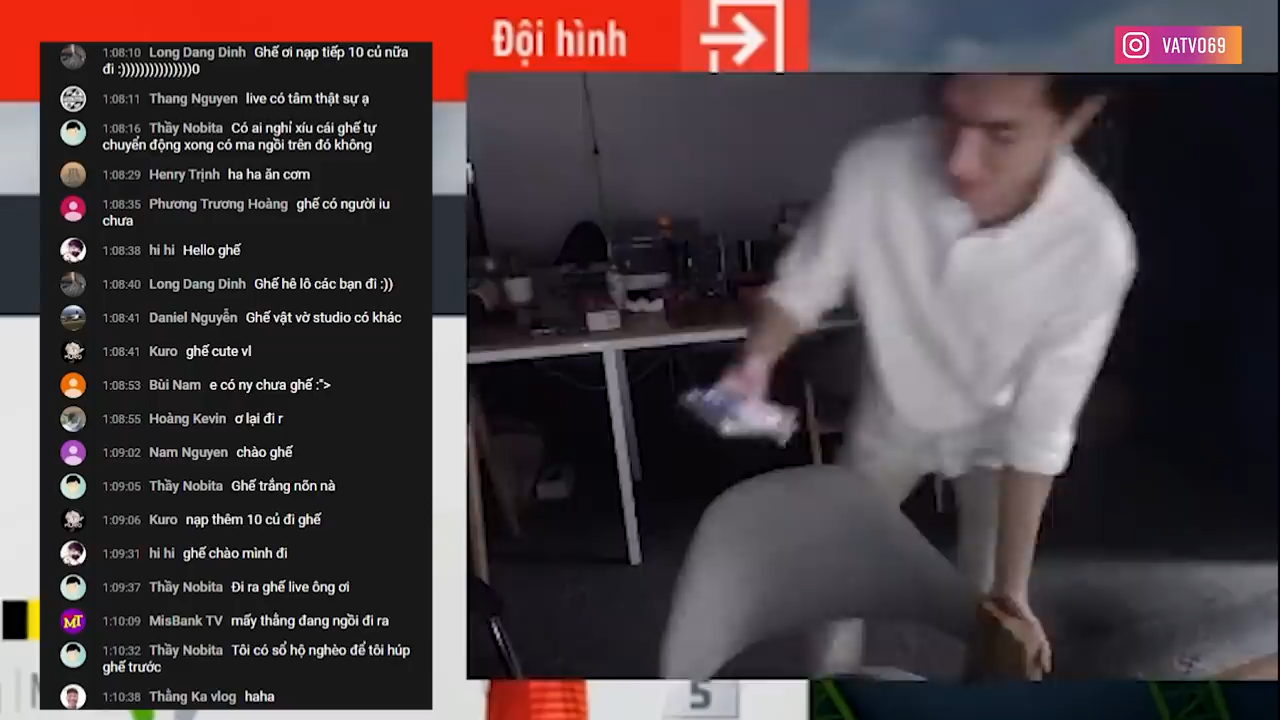 Đội hình
VATVO69
1:08:10 Long Dang Dinh Ghế ơi nạp tiếp 10 củ nữa
đi :))))))))))))))0
1:08:11 Thang Nguyen live có tâm thật sự ạ
1:08:16 Thầy Nobita Có ai nghỉ xíu cái ghế tự
chuyển động xong có ma ngồi trên đó không
1:08:29 Henry Trịnh ha ha ăn cơm
1:08:35 Phương Trương Hoàng ghế có người iu
chưa
1:08:38 hi hi Hello ghế
1:08:40 Long Dang Dinh Ghế hê lô các bạn đi :))
1:08:41 Daniel Nguyễn Ghế vật vờ studio có khác
1:08:41 Kuro ghế cute vl
1:08:53 Bùi Nam e có ny chưa ghế :">
1:08:55 Hoàng Kevin ơ lại đi r
1:09:02 Nam Nguyen chào ghế
1:09:05 Thầy Nobita Ghế trắng nõn nà
1:09:06 Kuro nạp thêm 10 củ đi ghế
1:09:31 hi hi ghế chào mình đi
1:09:37 Thầy Nobita Đi ra ghế live ông ơi
1:10:09 MisBank TV mấy thằng đang ngồi đi ra
1:10:32 Thầy Nobita Tôi có sổ hộ nghèo để tôi húp
ghế trước
1:10:38 Thằng Ka vlog haha
MT
5